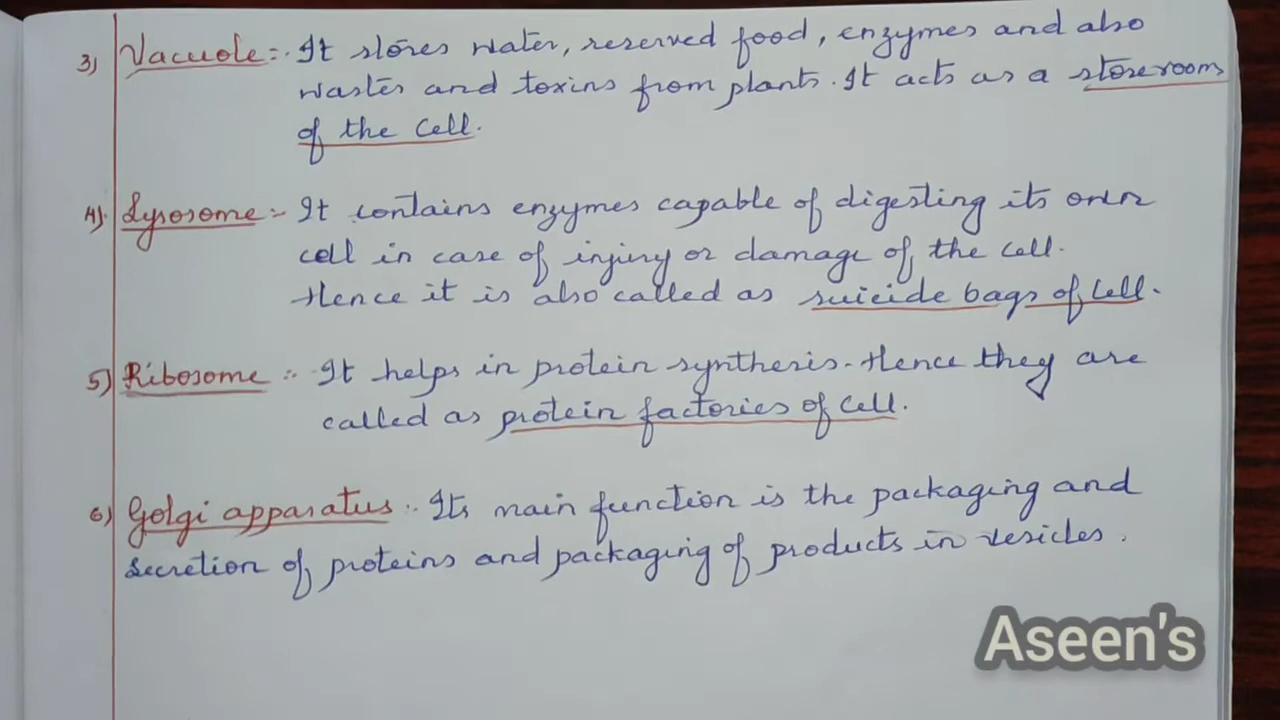 3) Vacuole:- It stores water, reserved food, enzymes and also
wastes and toxins from plants. It acts as a storeroom
of the cell.
4) Lysosome:- It contains enzymes capable of digesting its own
cell in case of injury or damage of the cell.
Hence it is also called as suicide bags of cell.
5) Ribosome :- It helps in protein synthesis. Hence they are
called as protein factories of cell.
6) Golgi apparatus :- Its main function is the packaging and
secretion of proteins and packaging of products in vesicles.
Aseen's